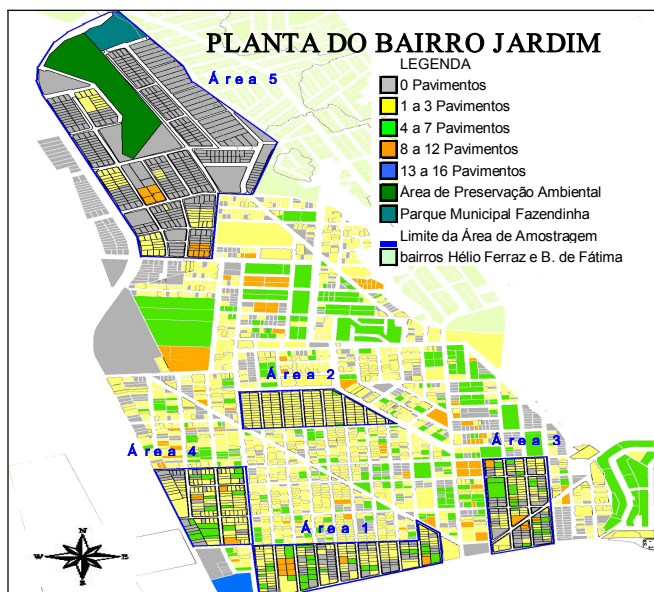 PLANTA DO BAIRRO JARDIM
LEGENDA
0 Pavimentos
1 a 3 Pavimentos
4 a 7 Pavimentos
8 a 12 Pavimentos
13 a 16 Pavimentos
Area de Preservação Ambiental
Parque Municipal Fazendinha
Limite da Área de Amostragem
bairros Hélio Ferraz e B. de Fátima
Área 5
Área 2
Área 3
Área 4
Área 1
N
W